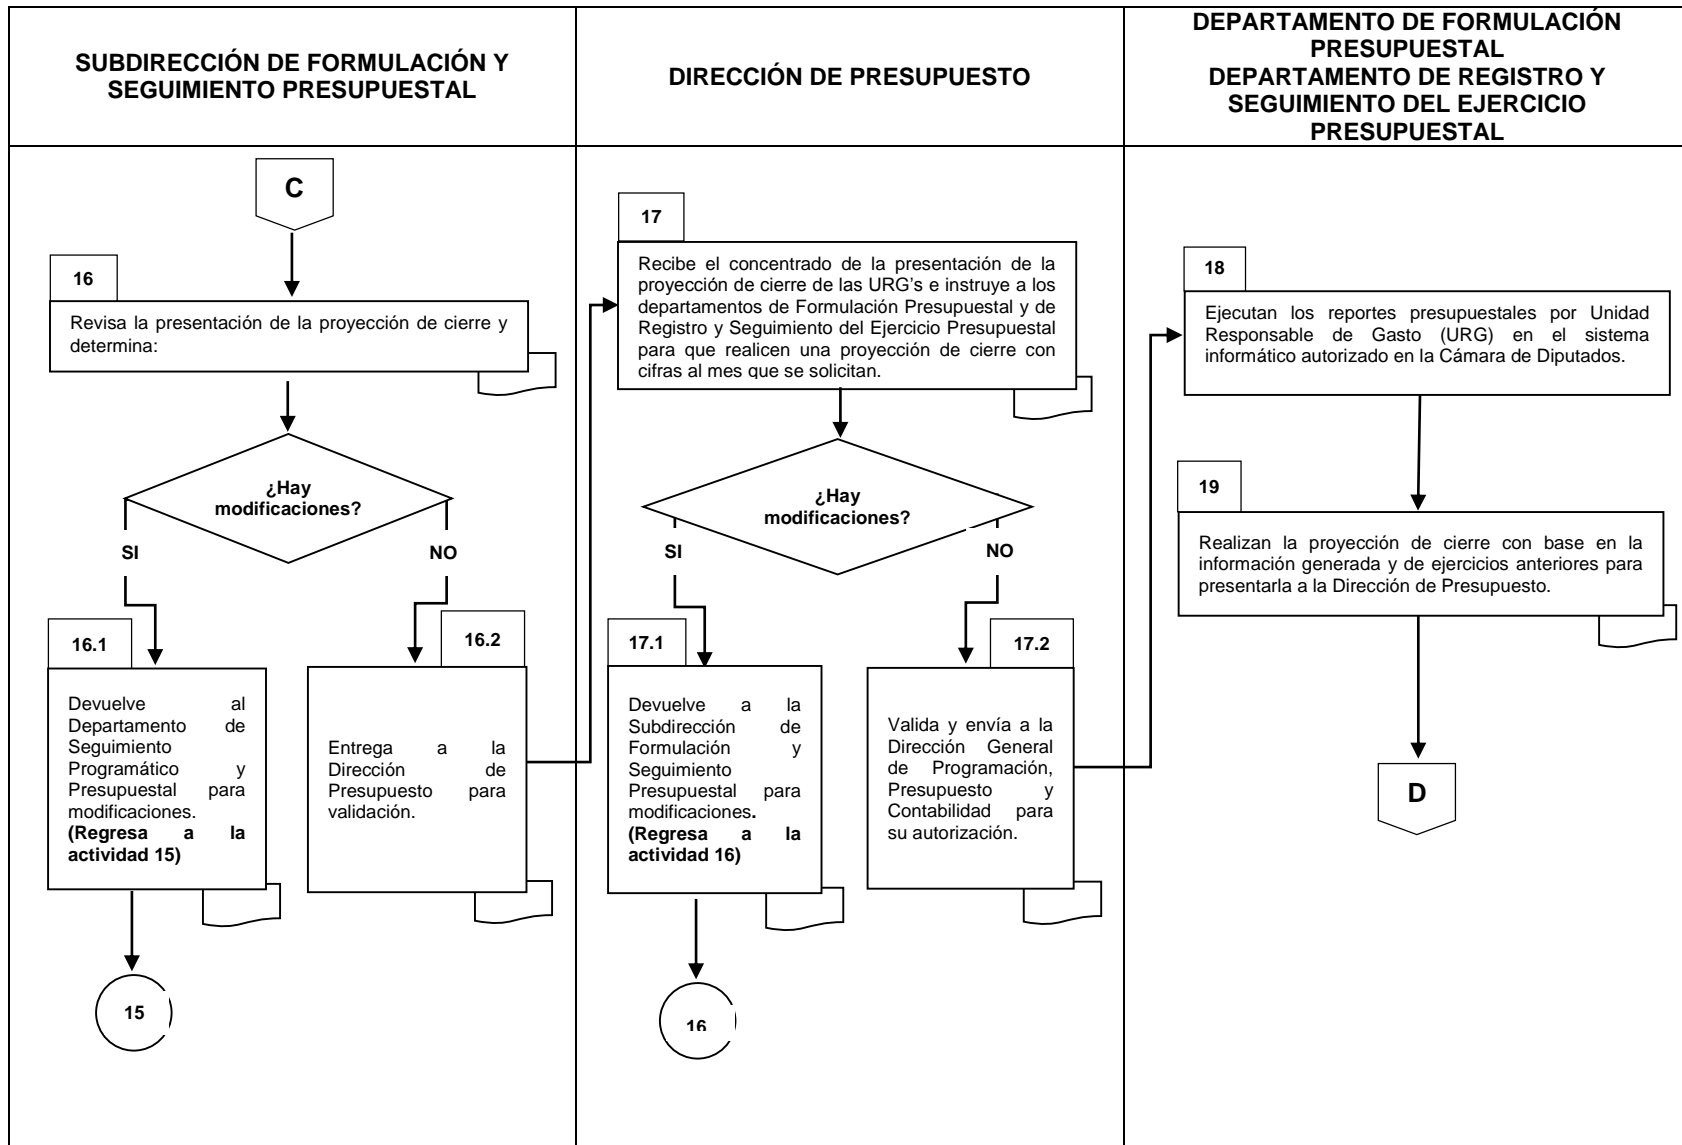 SUBDIRECCIÓN DE FORMULACIÓN Y
SEGUIMIENTO PRESUPUESTAL
DIRECCIÓN DE PRESUPUESTO
DEPARTAMENTO DE FORMULACIÓN
PRESUPUESTAL
DEPARTAMENTO DE REGISTRO Y
SEGUIMIENTO DEL EJERCICIO
PRESUPUESTAL
C
16
Revisa la presentación de la proyección de cierre y
determina:
¿Hay
modificaciones?
SI
NO
16.1
Devuelve al
Departamento de
Seguimiento
Programático y
Presupuestal para
modificaciones.
(Regresa a la
actividad 15)
15
16.2
Entrega a la
Dirección de
Presupuesto para
validación.
17
Recibe el concentrado de la presentación de la
proyección de cierre de las URG's e instruye a los
departamentos de Formulación Presupuestal y de
Registro y Seguimiento del Ejercicio Presupuestal
para que realicen una proyección de cierre con
cifras al mes que se solicitan.
¿Hay
modificaciones?
SI
NO
17.1
Devuelve a la
Subdirección de
Formulación y
Seguimiento
Presupuestal para
modificaciones.
(Regresa a la
actividad 16)
16
17.2
Valida y envía a la
Dirección General
de Programación,
Presupuesto y
Contabilidad para
su autorización.
18
Ejecutan los reportes presupuestales por Unidad
Responsable de Gasto (URG) en el sistema
informático autorizado en la Cámara de Diputados.
19
Realizan la proyección de cierre con base en la
información generada y de ejercicios anteriores para
presentarla a la Dirección de Presupuesto.
D